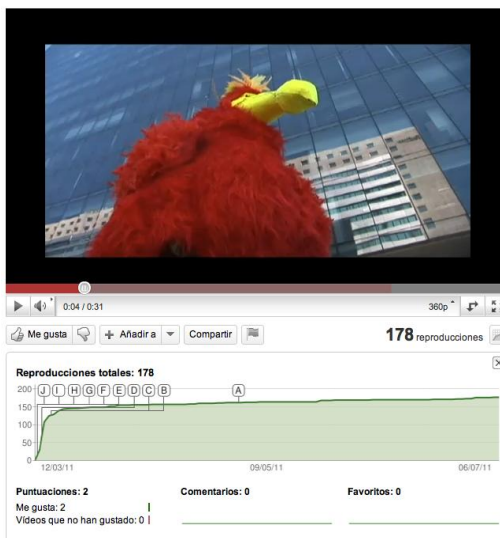 0:04 / 0:31
360p
Me gusta
+ Añadir a
Compartir
178 reproducciones
Reproducciones totales: 178
200
J I H G F E D C B A
150
100
50
0
12/03/11 09/05/11 06/07/11
Puntuaciones: 2 Comentarios: 0 Favoritos: 0
Me gusta: 2
Vídeos que no han gustado: 0